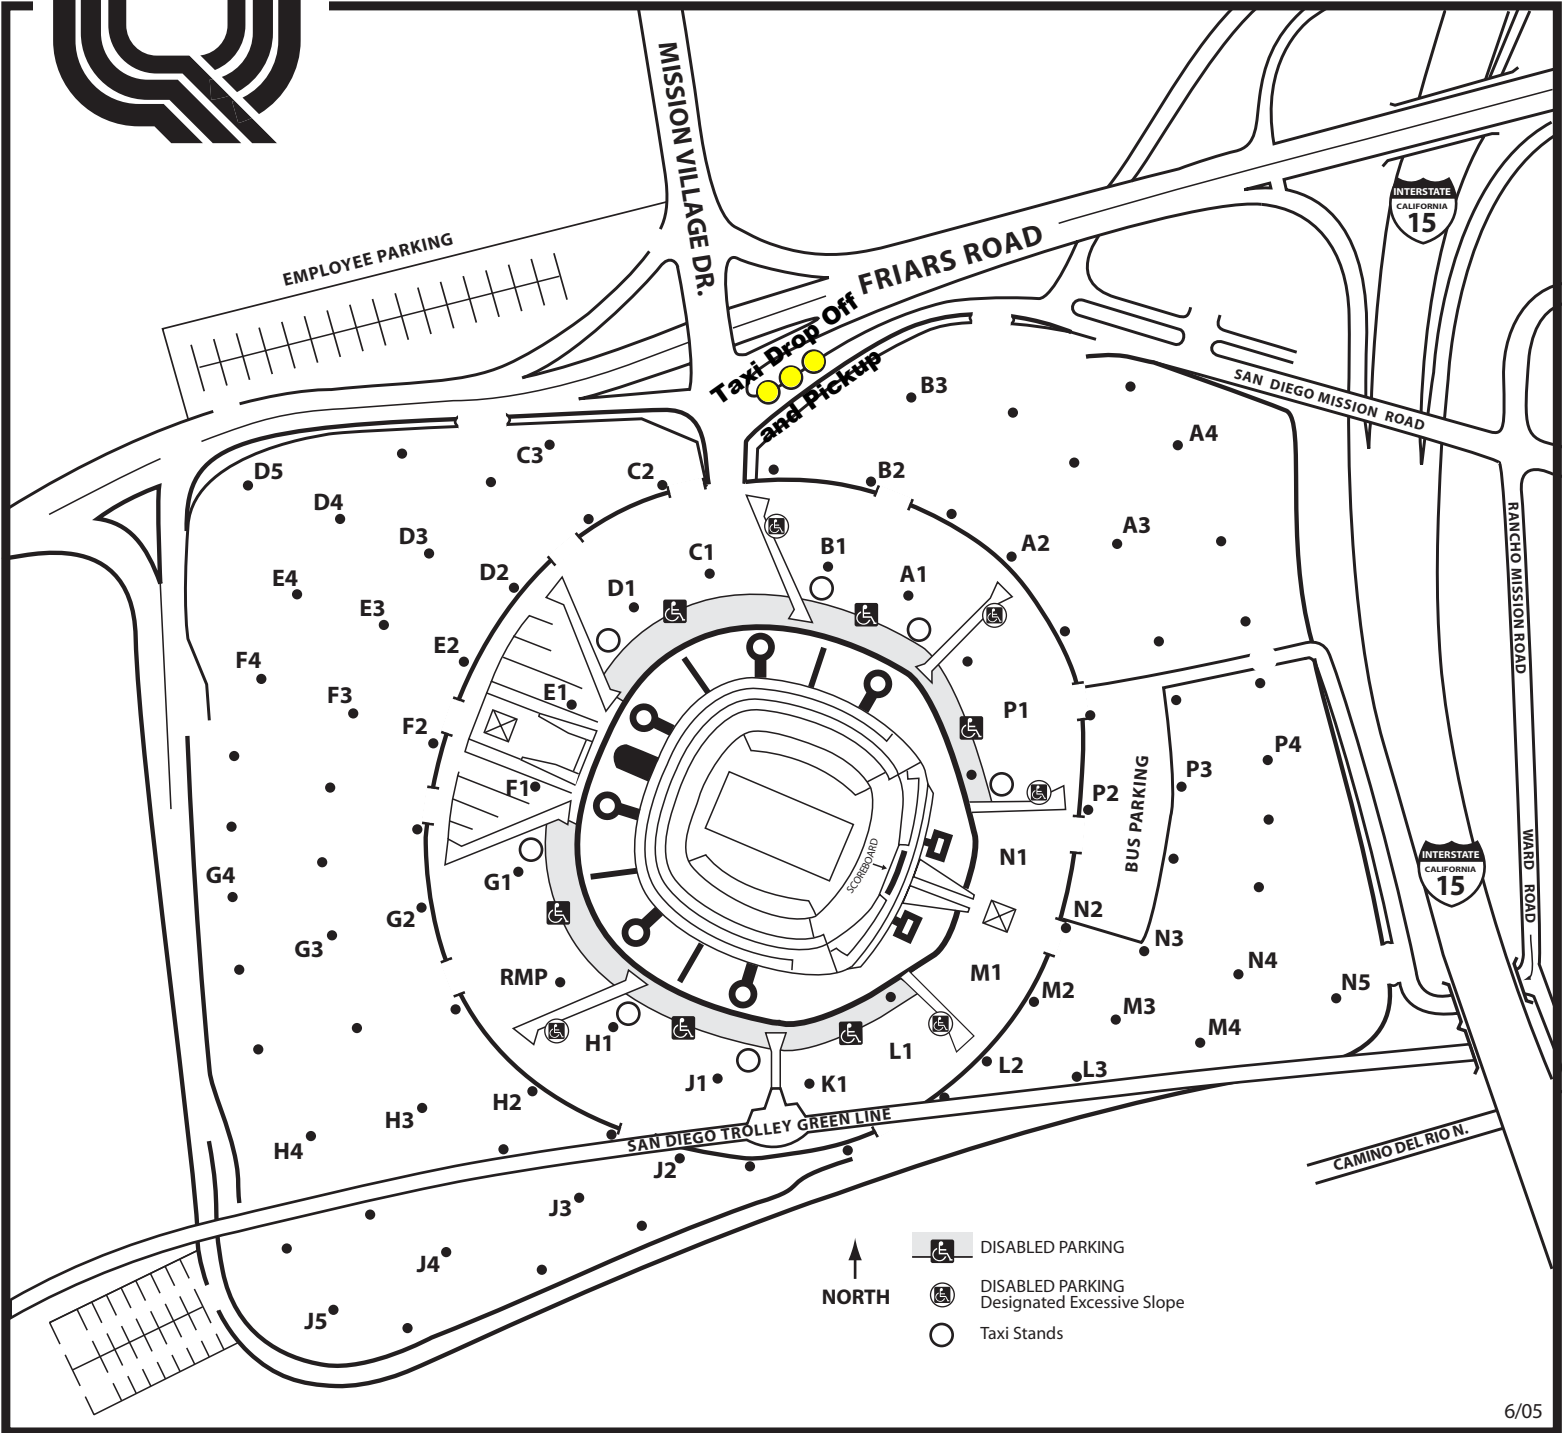 MISSION VILLAGE DR.
INTERSTATE
CALIFORNIA
15
EMPLOYEE PARKING
FRIARS ROAD
Taxi Drop Off
and Pickup
SAN DIEGO MISSION ROAD
B3
A4
C3
C2
B2
D5
D4
D3
D2
D1
C1
B1
A1
A2
A3
RANCHO MISSION ROAD
E4
E3
E2
E1
F4
F3
F2
F1
P1
P2
P3
P4
BUS PARKING
SCOREBOARD
N1
INTERSTATE
CALIFORNIA
15
WARD ROAD
G4
G3
G2
G1
N2
N3
N4
N5
RMP
M1
M2
M3
M4
H1
H2
H3
H4
J1
K1
L1
L2
L3
SAN DIEGO TROLLEY GREEN LINE
CAMINO DEL RIO N.
J2
J3
J4
J5
NORTH
DISABLED PARKING
DISABLED PARKING
Designated Excessive Slope
Taxi Stands
6/05